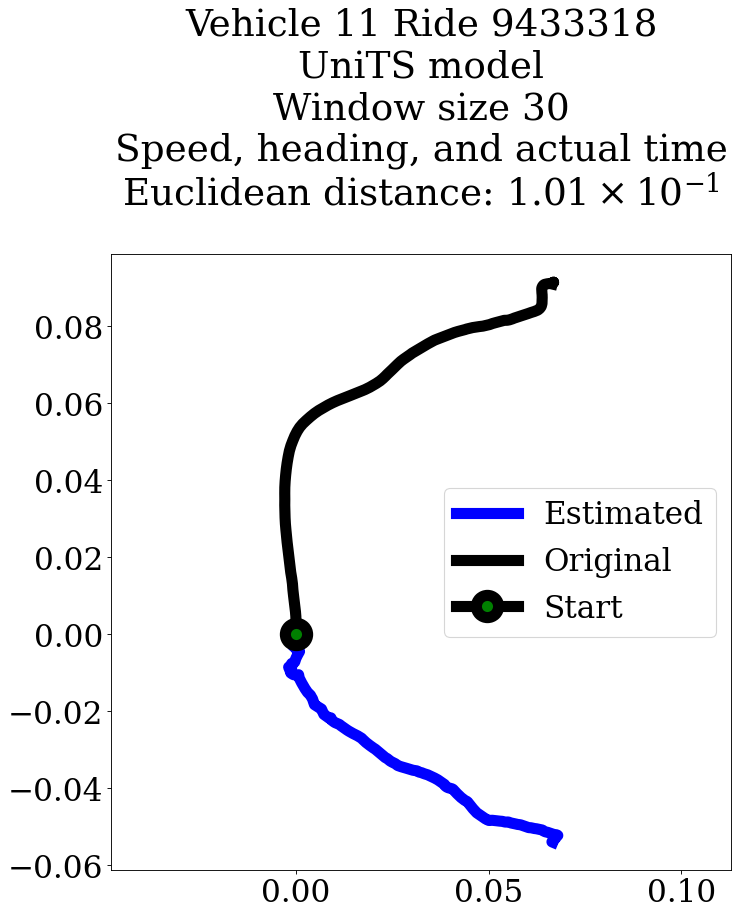 Vehicle 11 Ride 9433318
UniTS model
Window size 30
Speed, heading, and actual time
Euclidean distance: 1.01 × 10⁻¹
0.08
0.06
0.04
0.02
0.00
−0.02
−0.04
−0.06
Estimated
Original
Start
0.00 0.05 0.10